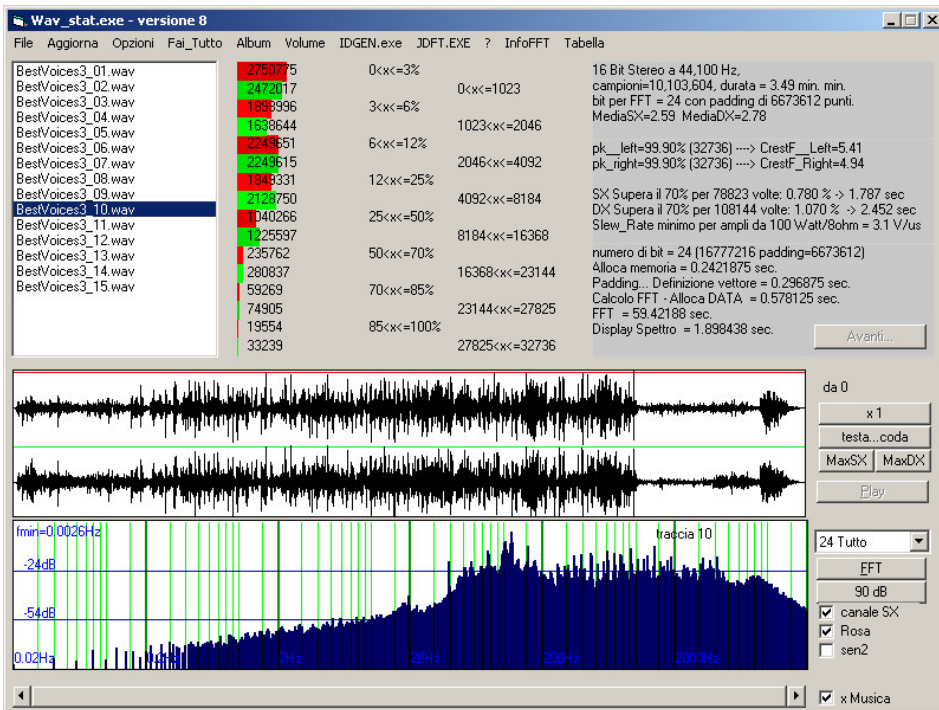 Wav_stat.exe - versione 8
File Aggiorna Opzioni Fai_Tutto Album Volume IDGEN.exe JDFT.EXE ? InfoFFT Tabella
BestVoices3_01.wav
BestVoices3_02.wav
BestVoices3_03.wav
BestVoices3_04.wav
BestVoices3_05.wav
BestVoices3_06.wav
BestVoices3_07.wav
BestVoices3_08.wav
BestVoices3_09.wav
BestVoices3_10.wav
BestVoices3_11.wav
BestVoices3_12.wav
BestVoices3_13.wav
BestVoices3_14.wav
BestVoices3_15.wav
2750775 0<x<=3%
2472017 0<x<=1023
1898996 3<x<=6%
1638644 1023<x<=2046
2249651 6<x<=12%
2249615 2046<x<=4092
1849331 12<x<=25%
2128750 4092<x<=8184
1040266 25<x<=50%
1225597 8184<x<=16368
235762 50<x<=70%
280837 16368<x<=23144
59269 70<x<=85%
74905 23144<x<=27825
19554 85<x<=100%
33239 27825<x<=32736
16 Bit Stereo a 44,100 Hz,
campioni=10,103,604, durata = 3.49 min. min.
bit per FFT = 24 con padding di 6673612 punti.
MediaSX=2.59 MediaDX=2.78
pk__left=99.90% (32736) ----> CrestF__Left=5.41
pk_right=99.90% (32736) ----> CrestF_Right=4.94
SX Supera il 70% per 78823 volte: 0.780 % -> 1.787 sec
DX Supera il 70% per 108144 volte: 1.070 % -> 2.452 sec
Slew_Rate minimo per ampli da 100 Watt/8ohm = 3.1 V/us
numero di bit = 24 (16777216 padding=6673612)
Alloca memoria = 0.2421875 sec.
Padding... Definizione vettore = 0.296875 sec.
Calcolo FFT - Alloca DATA = 0.578125 sec.
FFT = 59.42188 sec.
Display Spettro = 1.898438 sec.
Avanti...
da 0
x 1
testa...coda
MaxSX MaxDX
Play
fmin=0.0026Hz
traccia 10
-24dB
-54dB
0.02Hz 0.2Hz 2Hz 20Hz 200Hz 2000Hz
24 Tutto
FFT
90 dB
canale SX
Rosa
sen2
x Musica